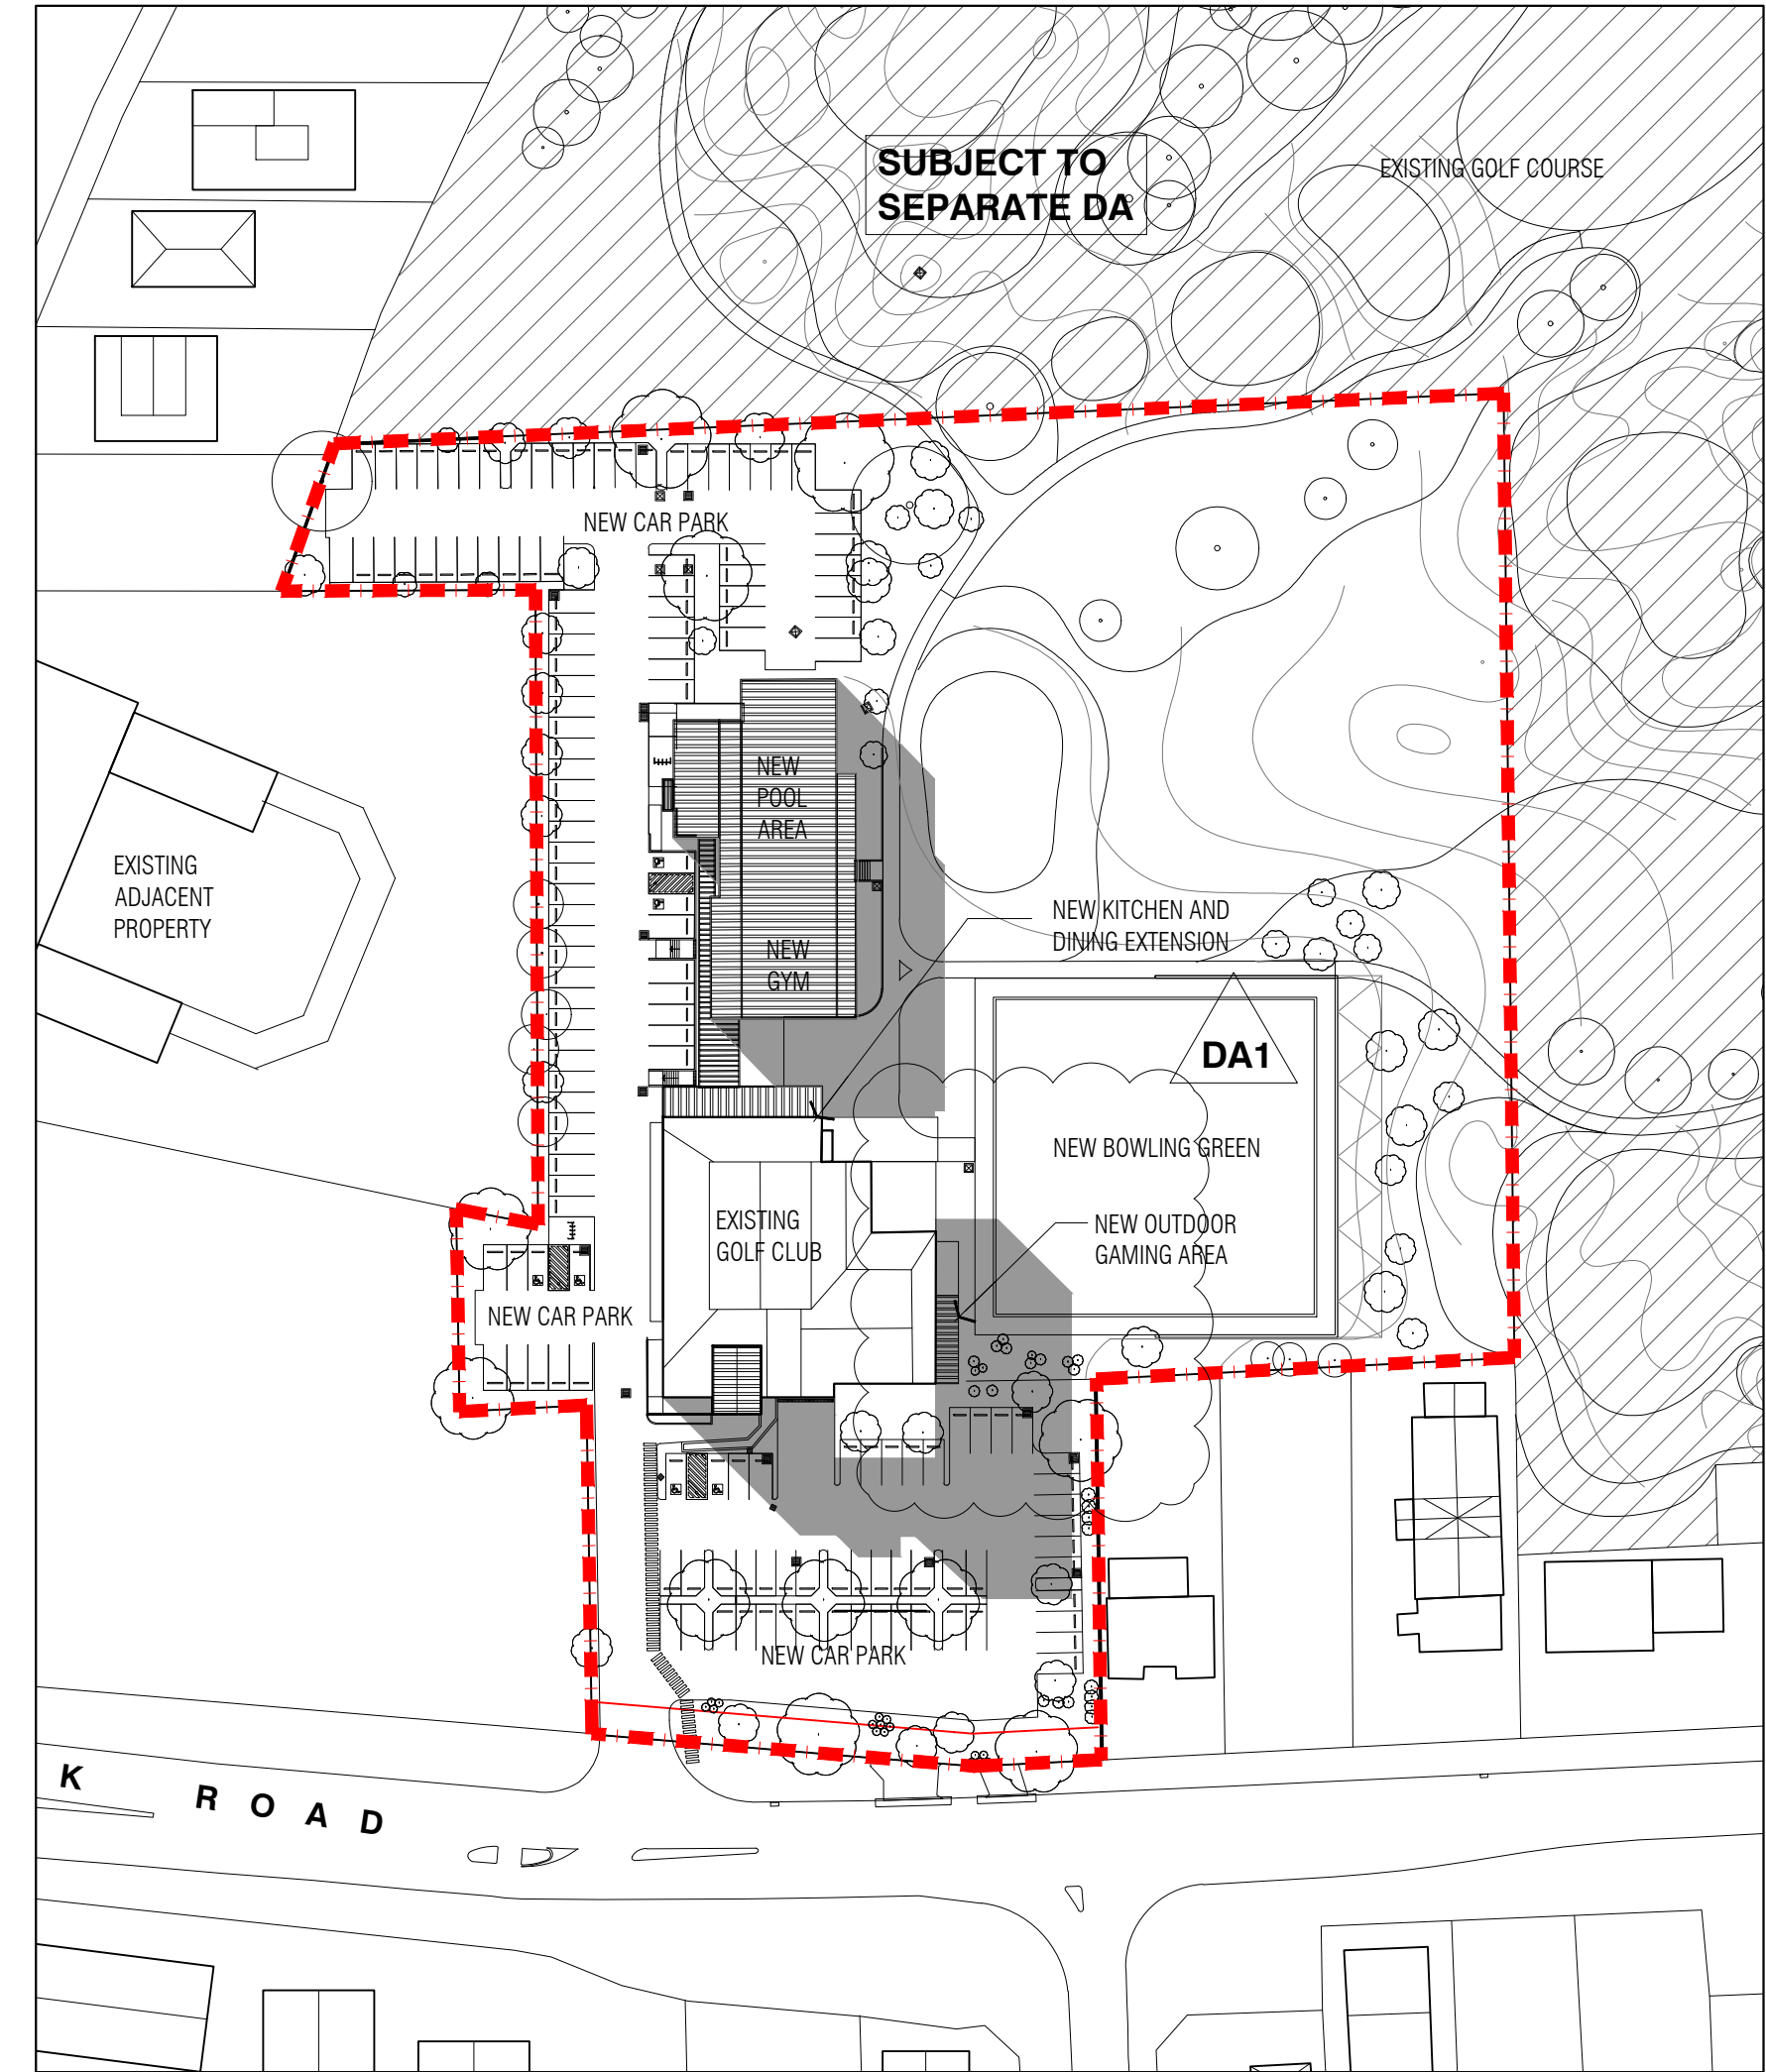 SUBJECT TO
SEPARATE DA
EXISTING GOLF COURSE
NEW CAR PARK
NEW
POOL
AREA
EXISTING
ADJACENT
PROPERTY
NEW KITCHEN AND
DINING EXTENSION
NEW
GYM
DA1
NEW BOWLING GREEN
EXISTING
GOLF CLUB
NEW OUTDOOR
GAMING AREA
NEW CAR PARK
NEW CAR PARK
K ROAD